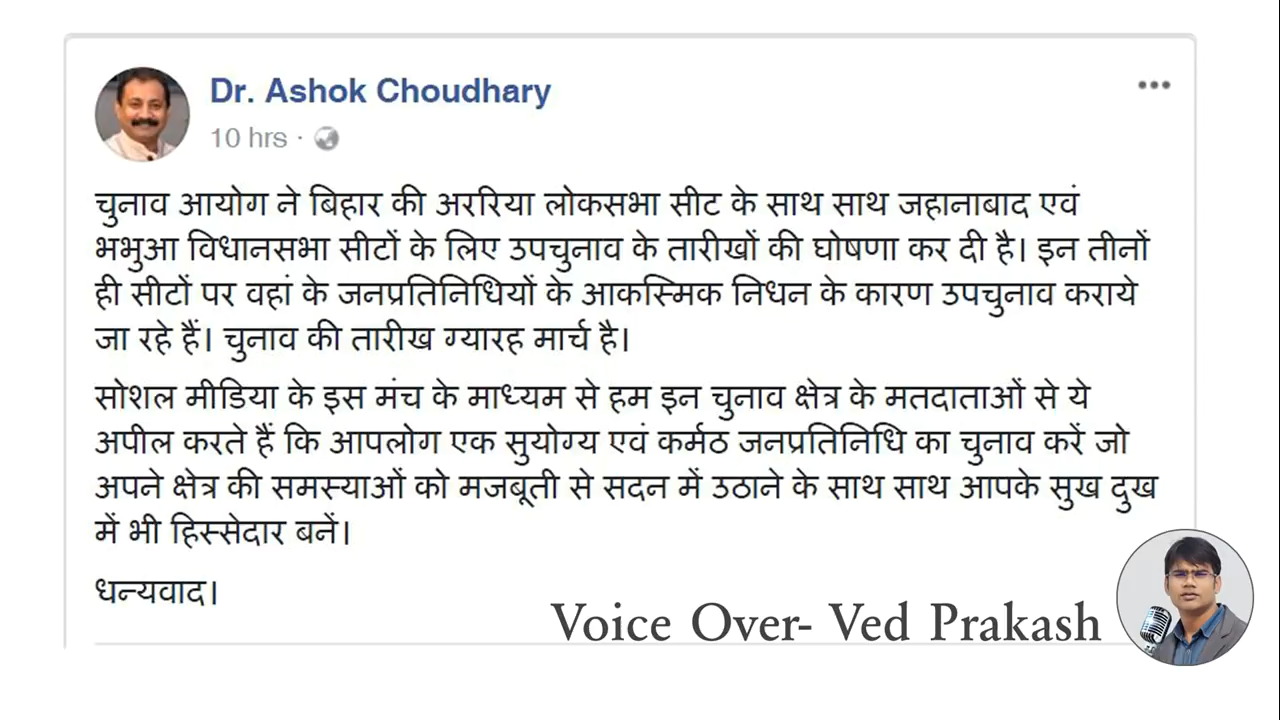 Dr. Ashok Choudhary
10 hrs ·
चुनाव आयोग ने बिहार की अररिया लोकसभा सीट के साथ साथ जहानाबाद एवं
भभुआ विधानसभा सीटों के लिए उपचुनाव के तारीखों की घोषणा कर दी है। इन तीनों
ही सीटों पर वहां के जनप्रतिनिधियों के आकस्मिक निधन के कारण उपचुनाव कराये
जा रहे हैं। चुनाव की तारीख ग्यारह मार्च है।
सोशल मीडिया के इस मंच के माध्यम से हम इन चुनाव क्षेत्र के मतदाताओं से ये
अपील करते हैं कि आपलोग एक सुयोग्य एवं कर्मठ जनप्रतिनिधि का चुनाव करें जो
अपने क्षेत्र की समस्याओं को मजबूती से सदन में उठाने के साथ साथ आपके सुख दुख
में भी हिस्सेदार बनें।
धन्यवाद।
Voice Over- Ved Prakash